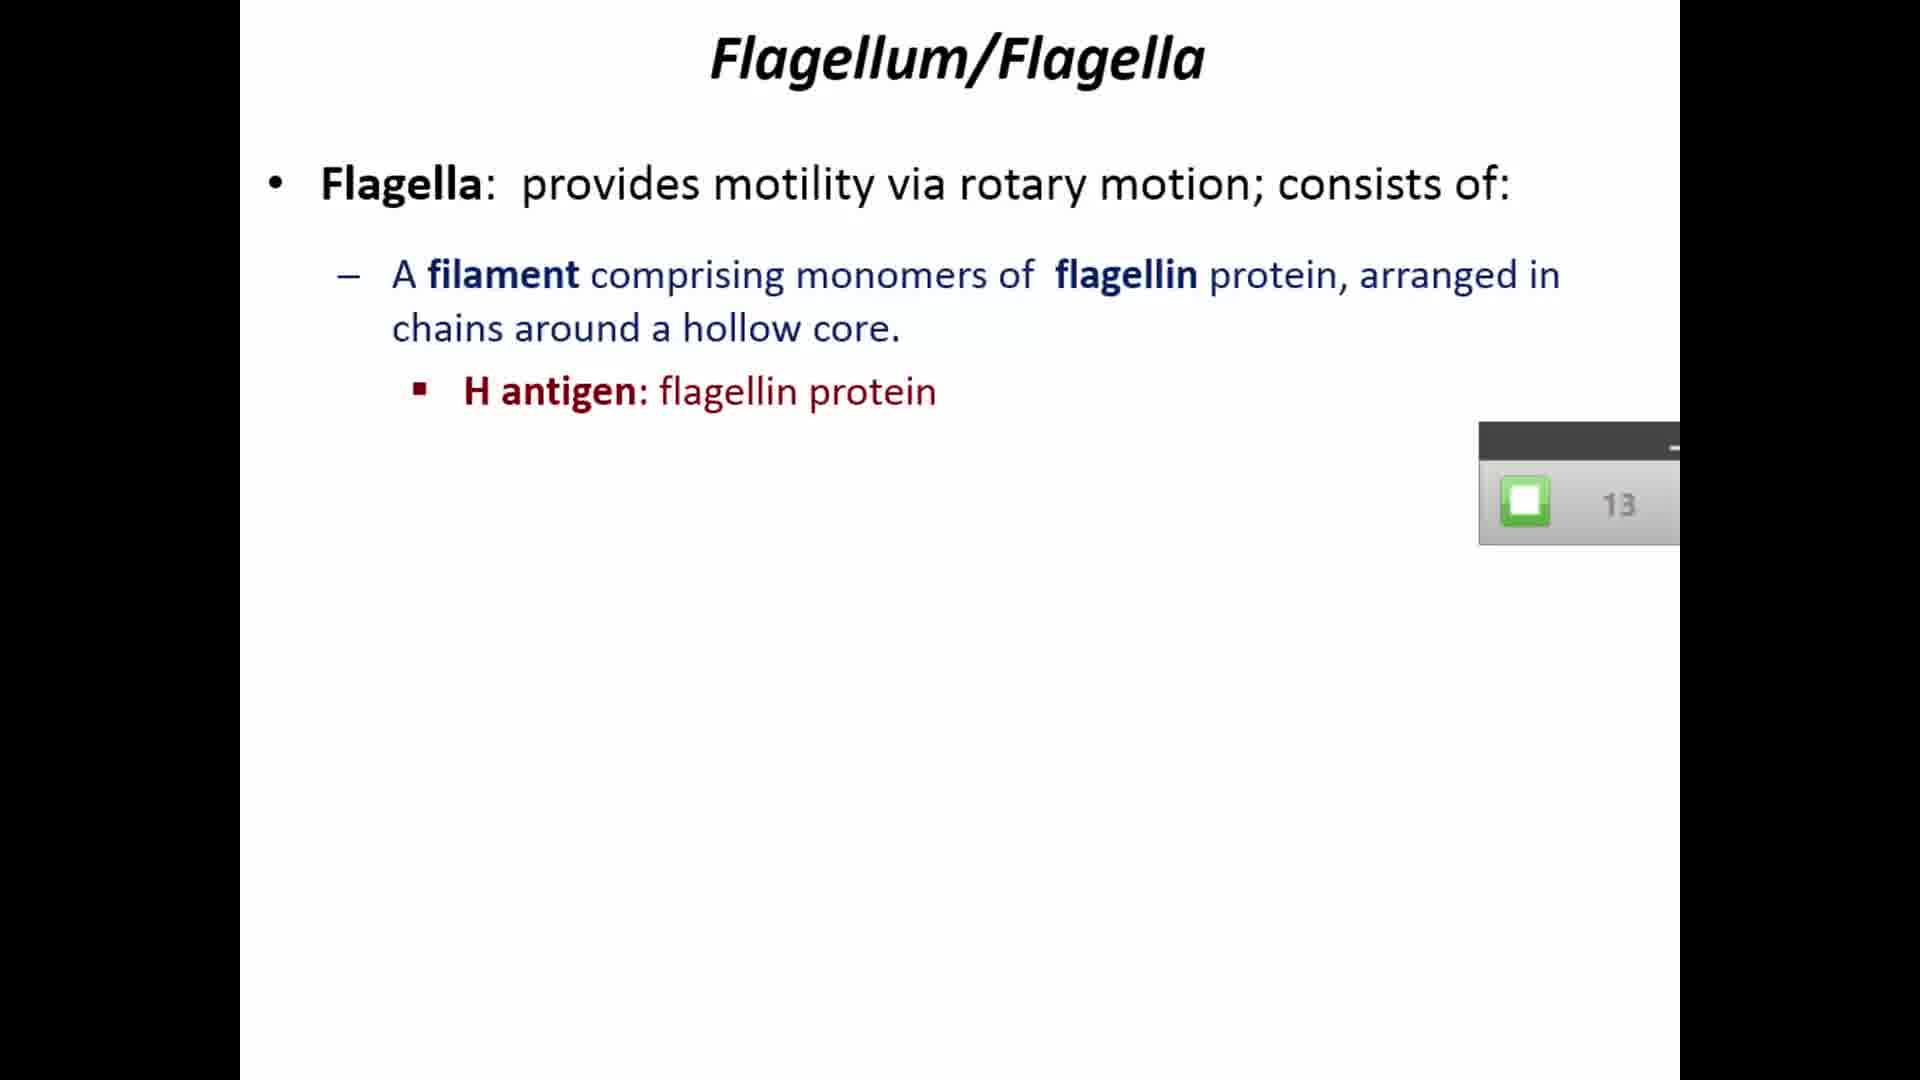 Flagellum/Flagella
• Flagella: provides motility via rotary motion; consists of:
– A filament comprising monomers of flagellin protein, arranged in
chains around a hollow core.
▪ H antigen: flagellin protein
13